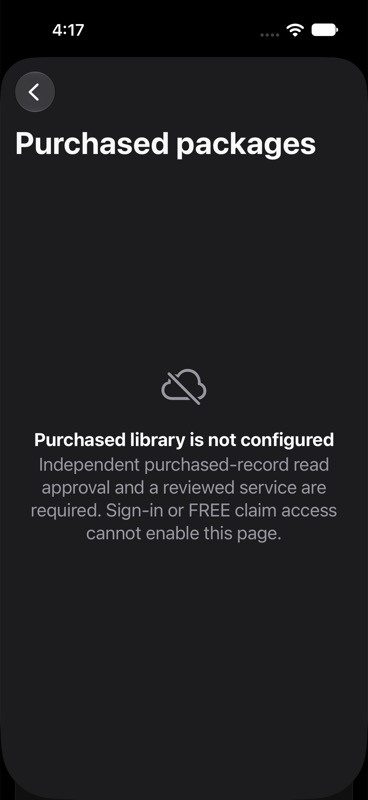 4:17
Purchased packages
Purchased library is not configured
Independent purchased-record read
approval and a reviewed service are
required. Sign-in or FREE claim access
cannot enable this page.